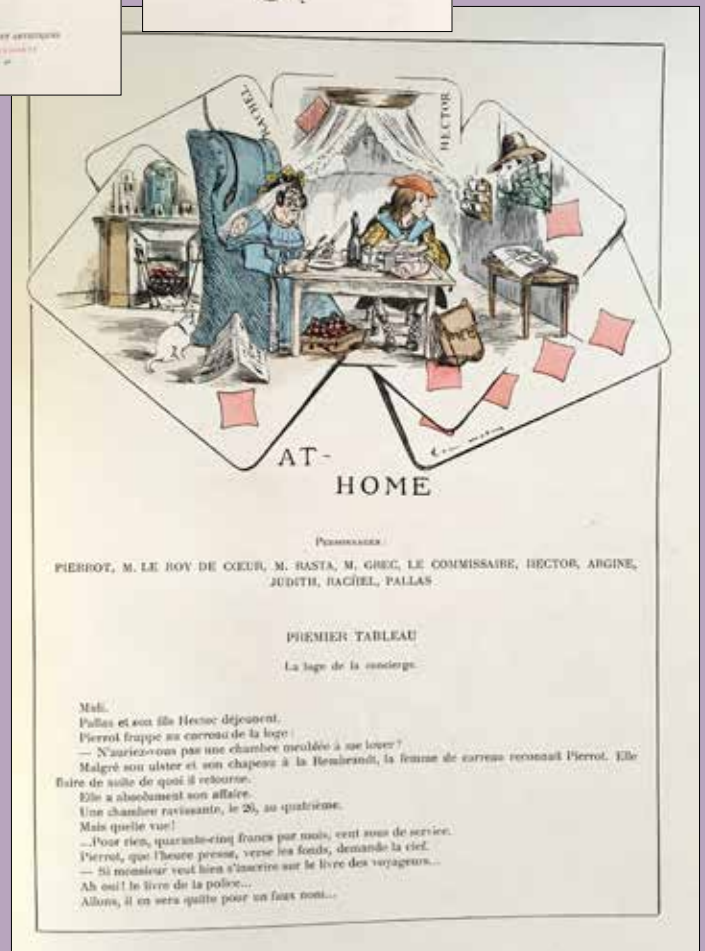 ET ARTISTIQUES
RACHEL
HECTOR
AT-
HOME
PERSONNAGES
PIERROT, M. LE ROY DE CŒUR, M. RASTA, M. GREC, LE COMMISSAIRE, HECTOR, ARGINE,
JUDITH, RACHEL, PALLAS
PREMIER TABLEAU
La loge de la concierge.
Midi.
Pallas et son fils Hector déjeunent.
Pierrot frappe au carreau de la loge :
— N'auriez-vous pas une chambre meublée à me louer ?
Malgré son ulster et son chapeau à la Rembrandt, la femme de carreau reconnaît Pierrot. Elle
flaire de suite de quoi il retourne.
Elle a absolument son affaire.
Une chambre ravissante, le 26, au quatrième.
Mais quelle vue!
...Pour rien, quarante-cinq francs par mois, cent sous de service.
Pierrot, que l'heure presse, verse les fonds, demande la clef.
— Si monsieur veut bien s'inscrire sur le livre des voyageurs...
Ah oui! le livre de la police...
Allons, il en sera quitte pour un faux nom...